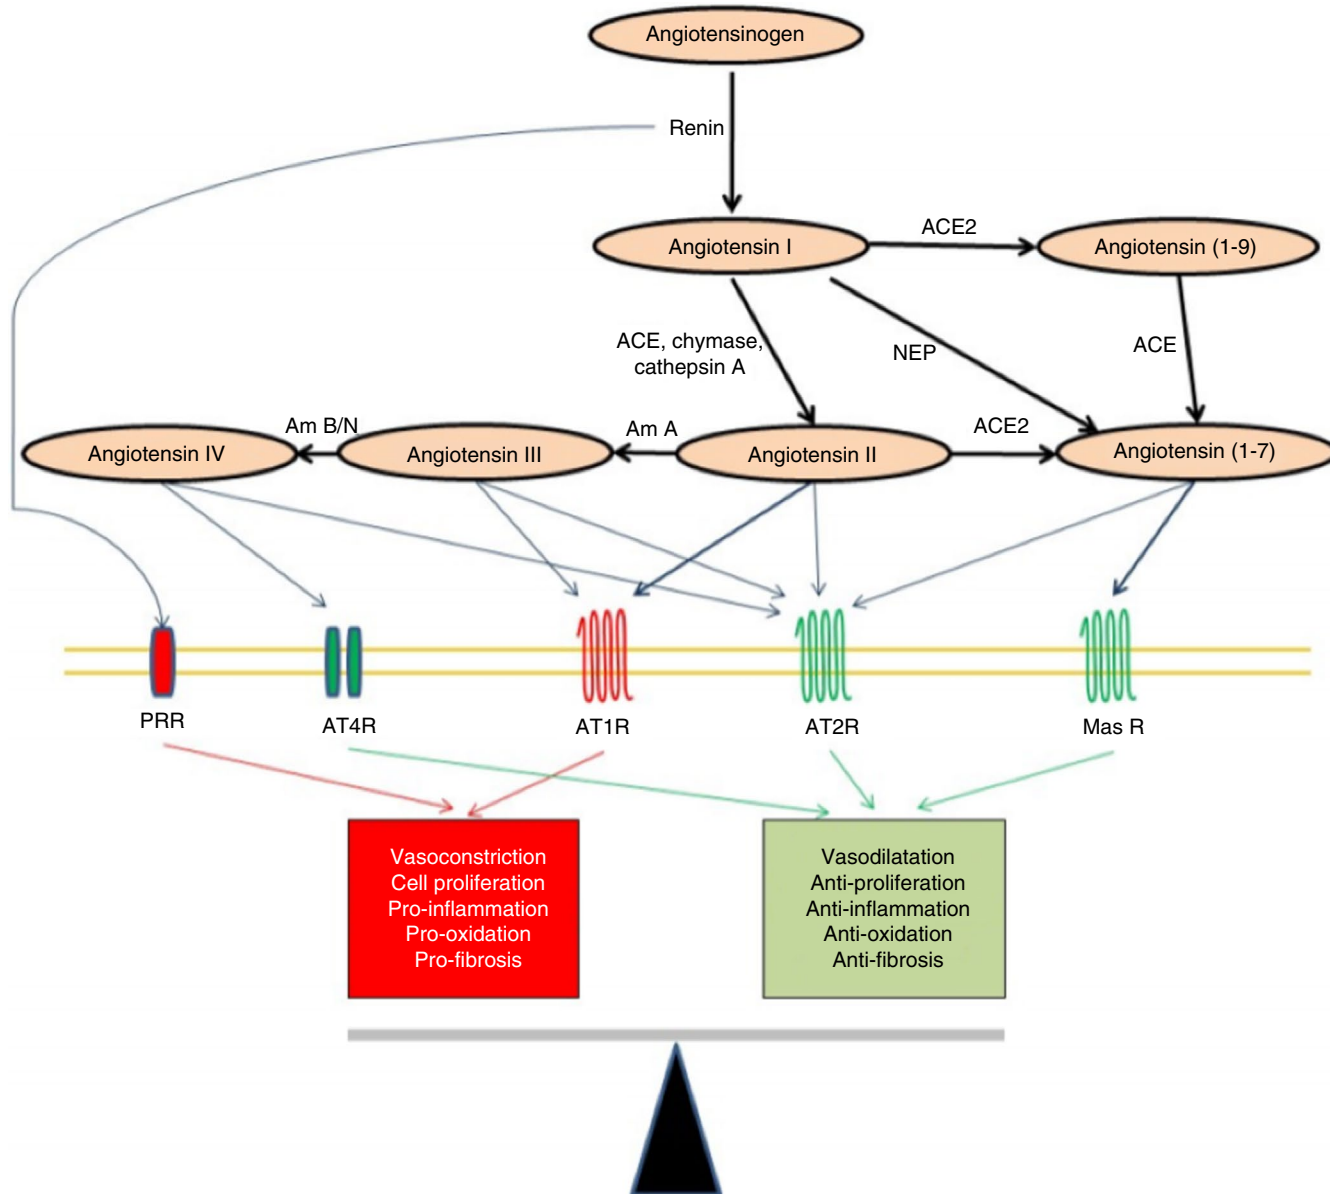 Angiotensinogen
Renin
ACE2
Angiotensin I
Angiotensin (1-9)
ACE, chymase,
cathepsin A
NEP
ACE
Am B/N
Am A
ACE2
Angiotensin IV
Angiotensin III
Angiotensin II
Angiotensin (1-7)
PRR
AT4R
AT1R
AT2R
Mas R
Vasoconstriction
Cell proliferation
Pro-inflammation
Pro-oxidation
Pro-fibrosis
Vasodilatation
Anti-proliferation
Anti-inflammation
Anti-oxidation
Anti-fibrosis